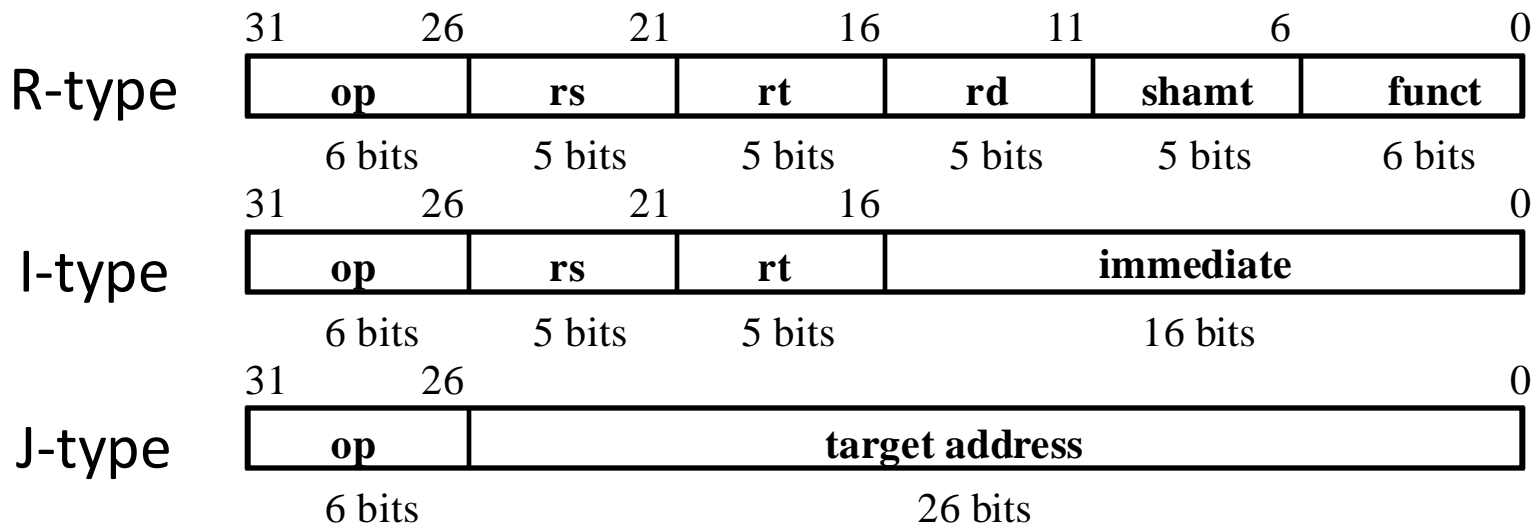 31 26 21 16 11 6 0
R-type op rs rt rd shamt funct
6 bits 5 bits 5 bits 5 bits 5 bits 6 bits
31 26 21 16 0
I-type op rs rt immediate
6 bits 5 bits 5 bits 16 bits
31 26 0
J-type op target address
6 bits 26 bits